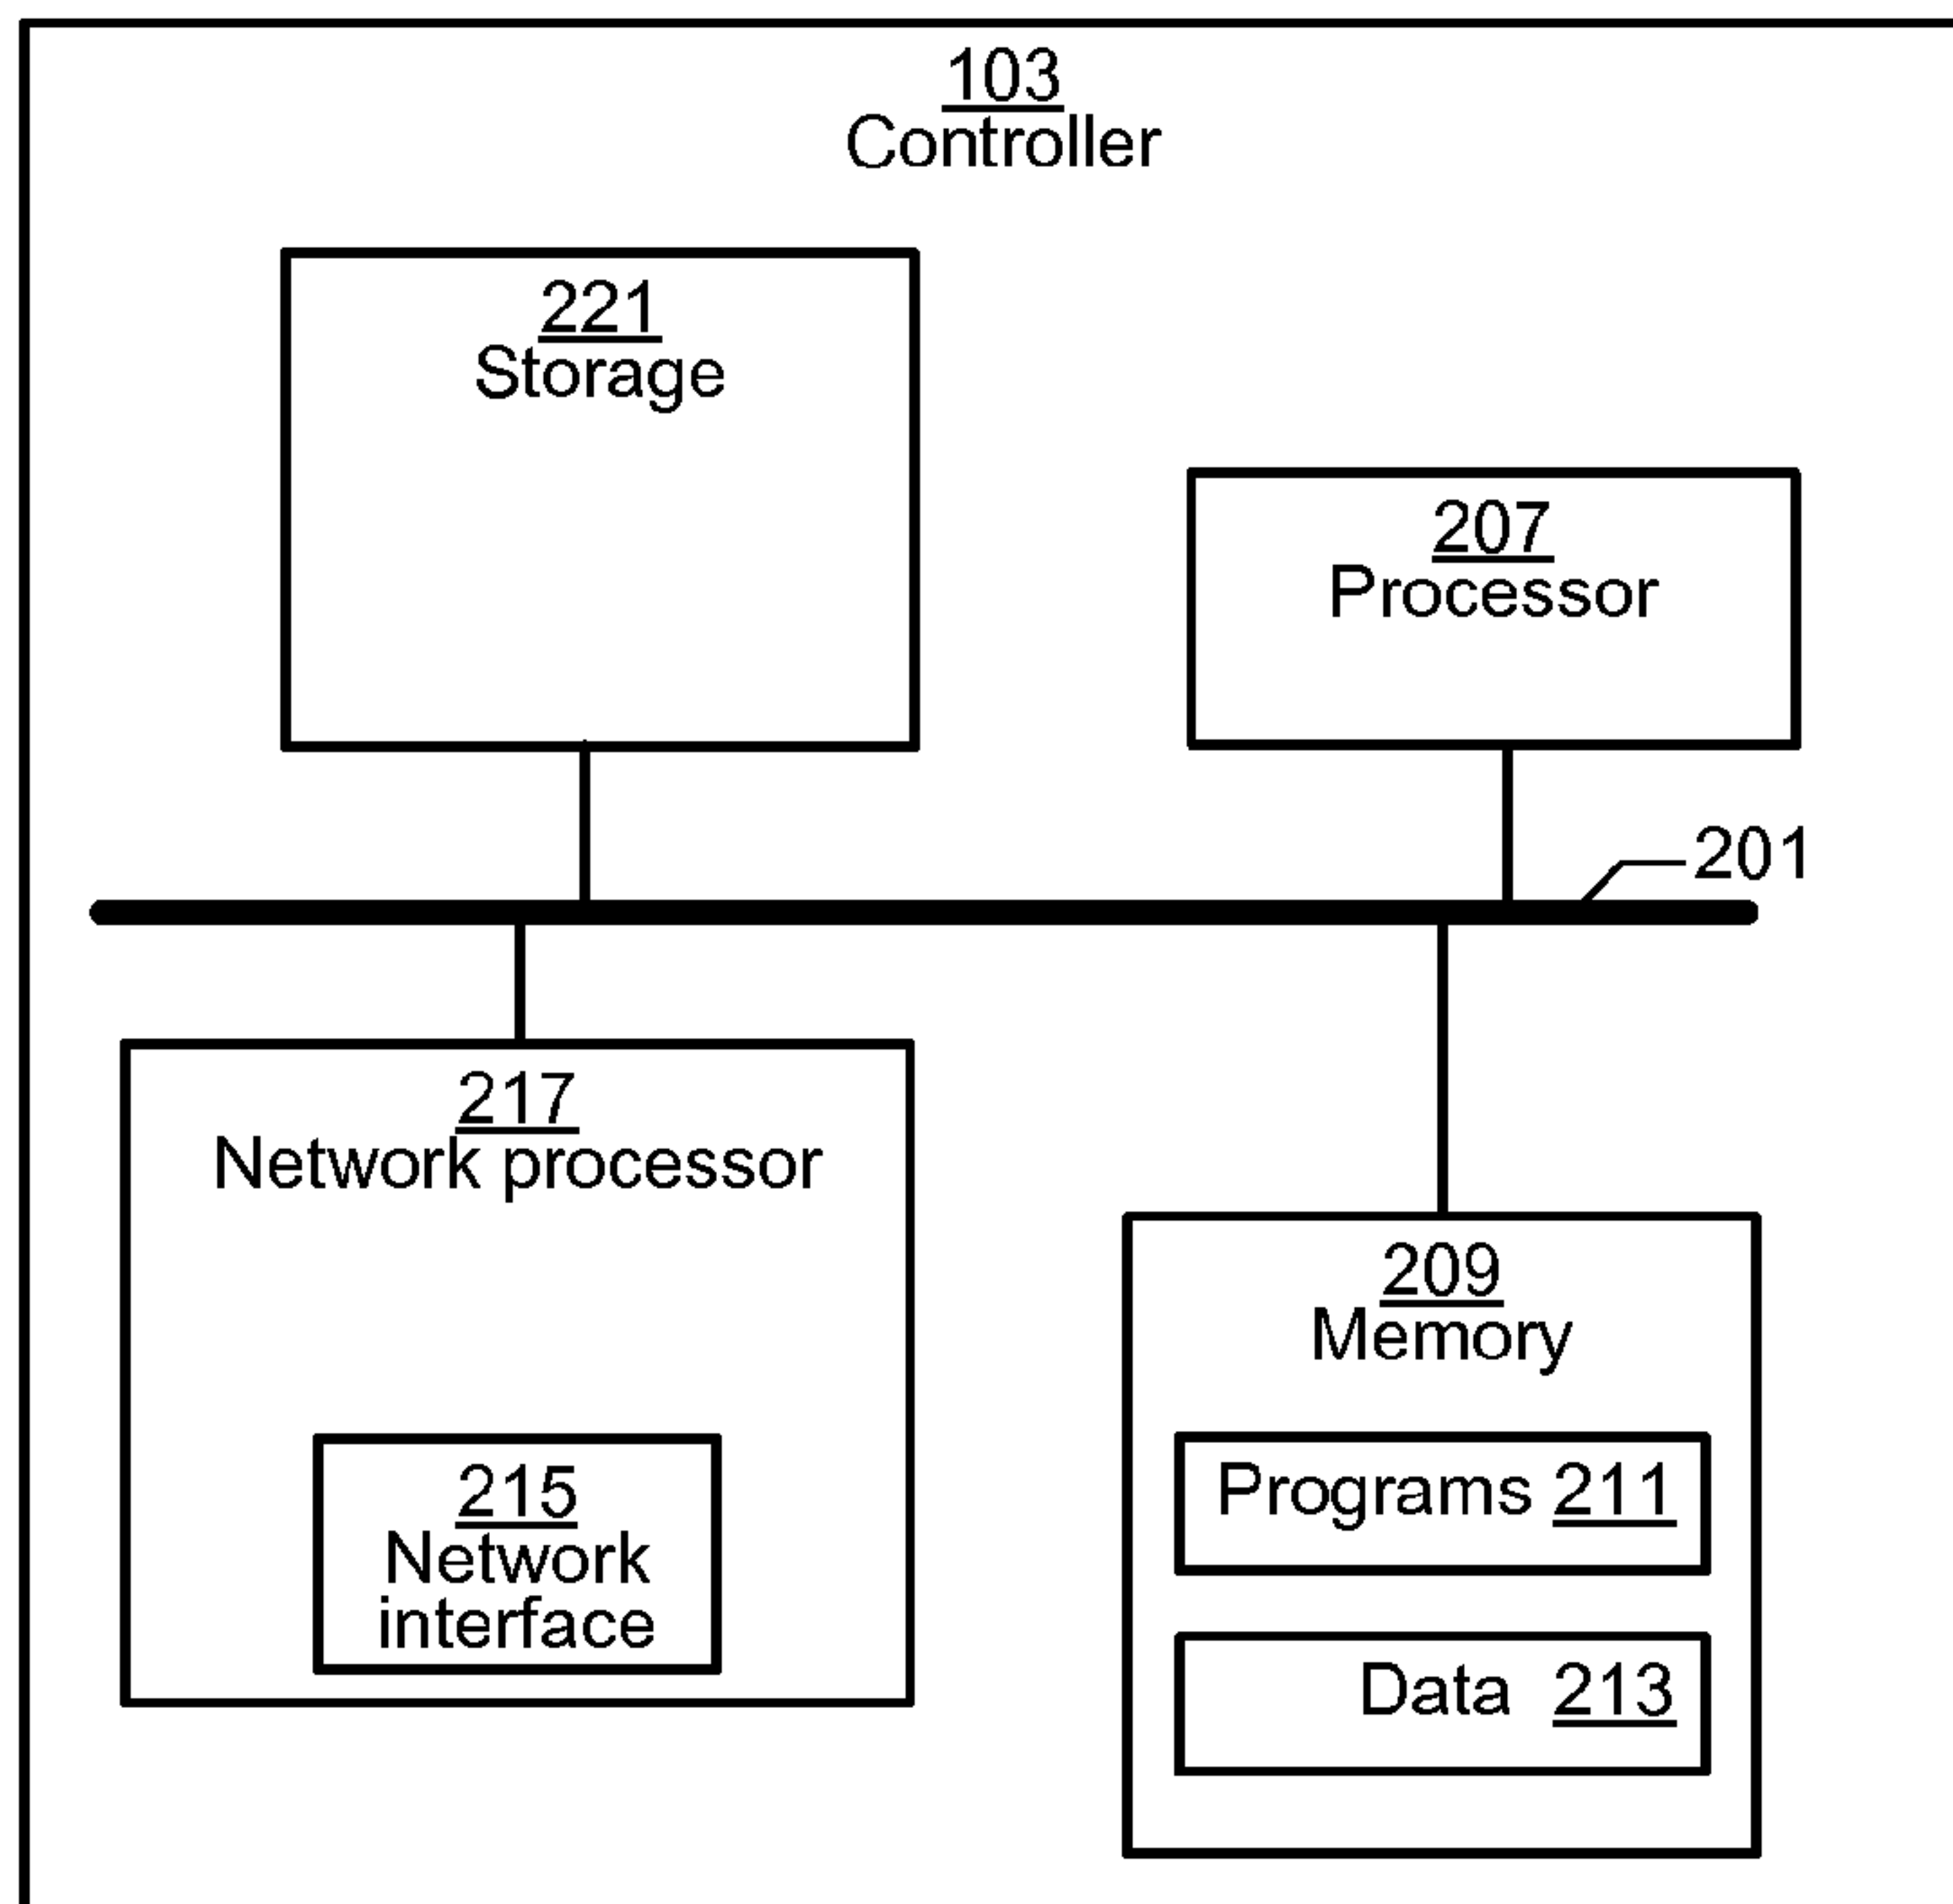 103
Controller
221
Storage
207
Processor
201
217
Network processor
209
Memory
215
Network
interface
Programs 211
Data 213